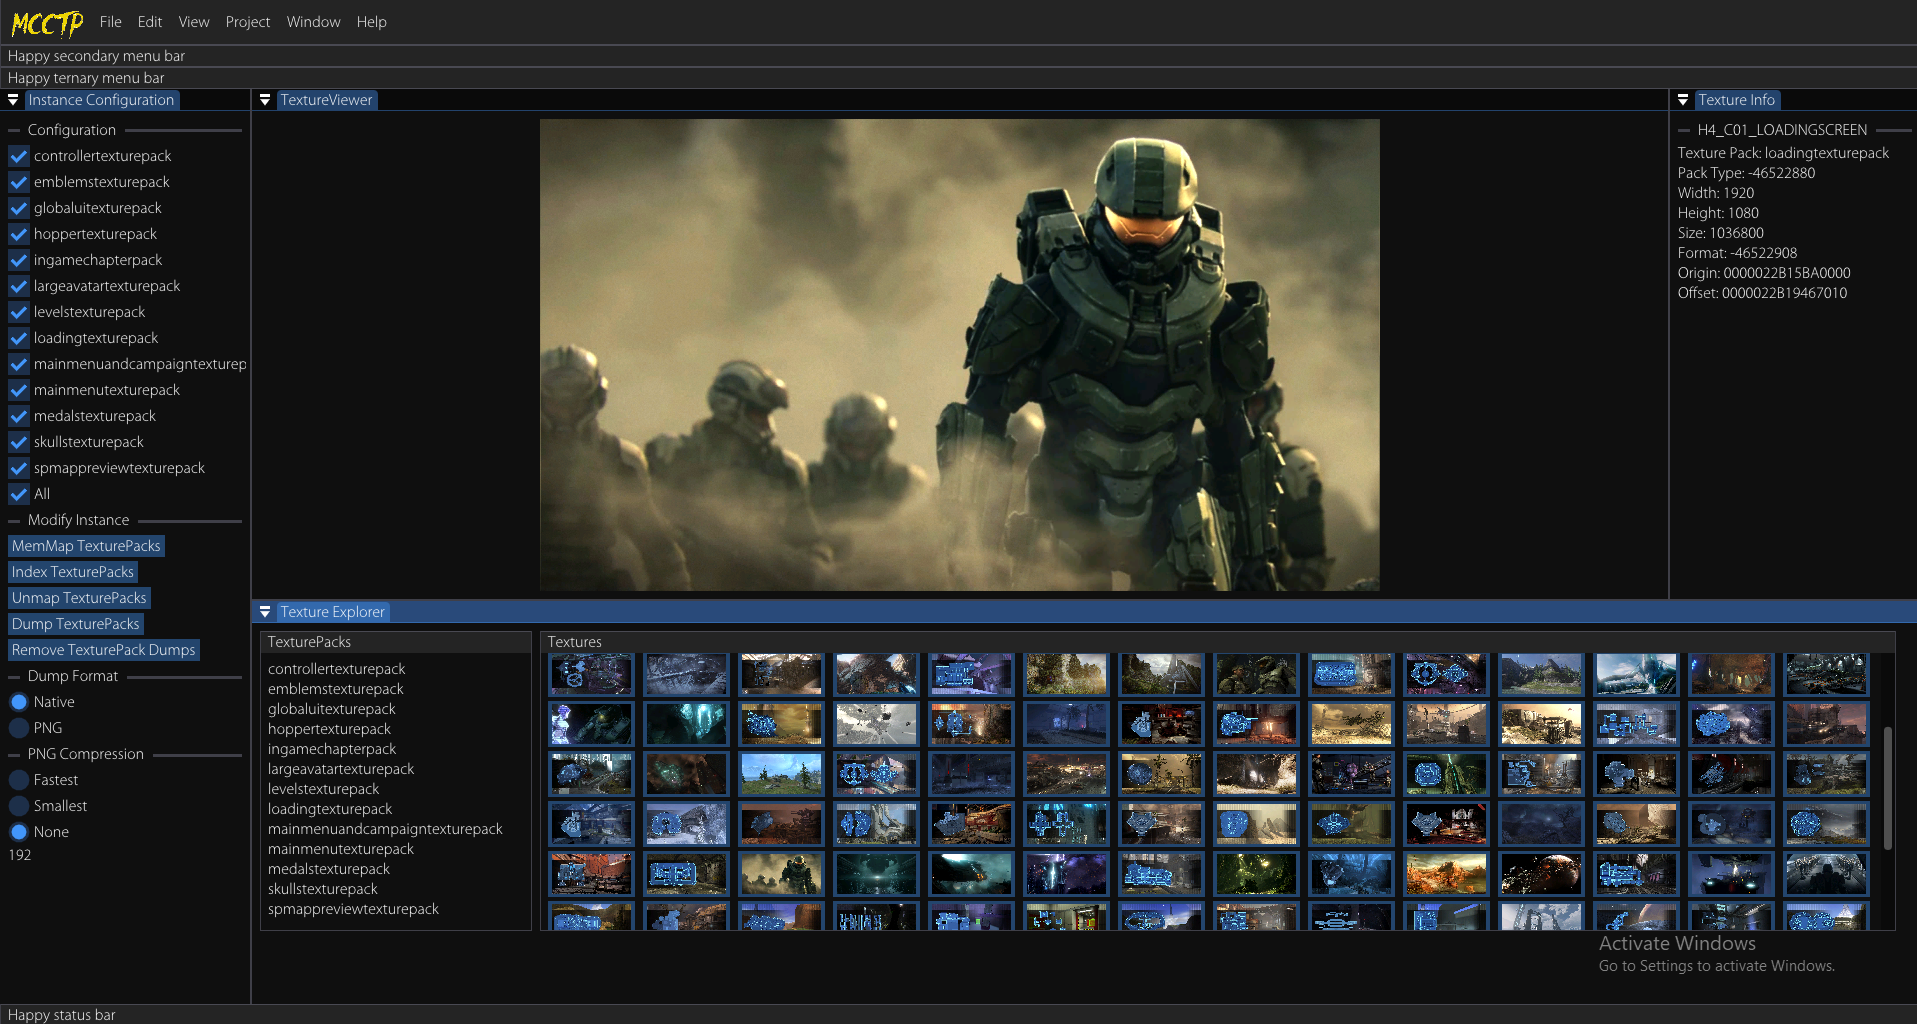 MCCTP File Edit View Project Window Help
Happy secondary menu bar
Happy ternary menu bar
Instance Configuration
Configuration
controllertexturepack
emblemstexturepack
globaluitexturepack
hoppertexturepack
ingamechapterpack
largeavatartexturepack
levelstexturepack
loadingtexturepack
mainmenuandcampaigntexturep
mainmenutexturepack
medalstexturepack
skullstexturepack
spmappreviewtexturepack
All
Modify Instance
MemMap TexturePacks
Index TexturePacks
Unmap TexturePacks
Dump TexturePacks
Remove TexturePack Dumps
Dump Format
Native
PNG
PNG Compression
Fastest
Smallest
None
192
TextureViewer
Texture Info
H4_C01_LOADINGSCREEN
Texture Pack: loadingtexturepack
Pack Type: -46522880
Width: 1920
Height: 1080
Size: 1036800
Format: -46522908
Origin: 0000022B15BA0000
Offset: 0000022B19467010
Texture Explorer
TexturePacks
controllertexturepack
emblemstexturepack
globaluitexturepack
hoppertexturepack
ingamechapterpack
largeavatartexturepack
levelstexturepack
loadingtexturepack
mainmenuandcampaigntexturepack
mainmenutexturepack
medalstexturepack
skullstexturepack
spmappreviewtexturepack
Textures
Activate Windows
Go to Settings to activate Windows.
Happy status bar